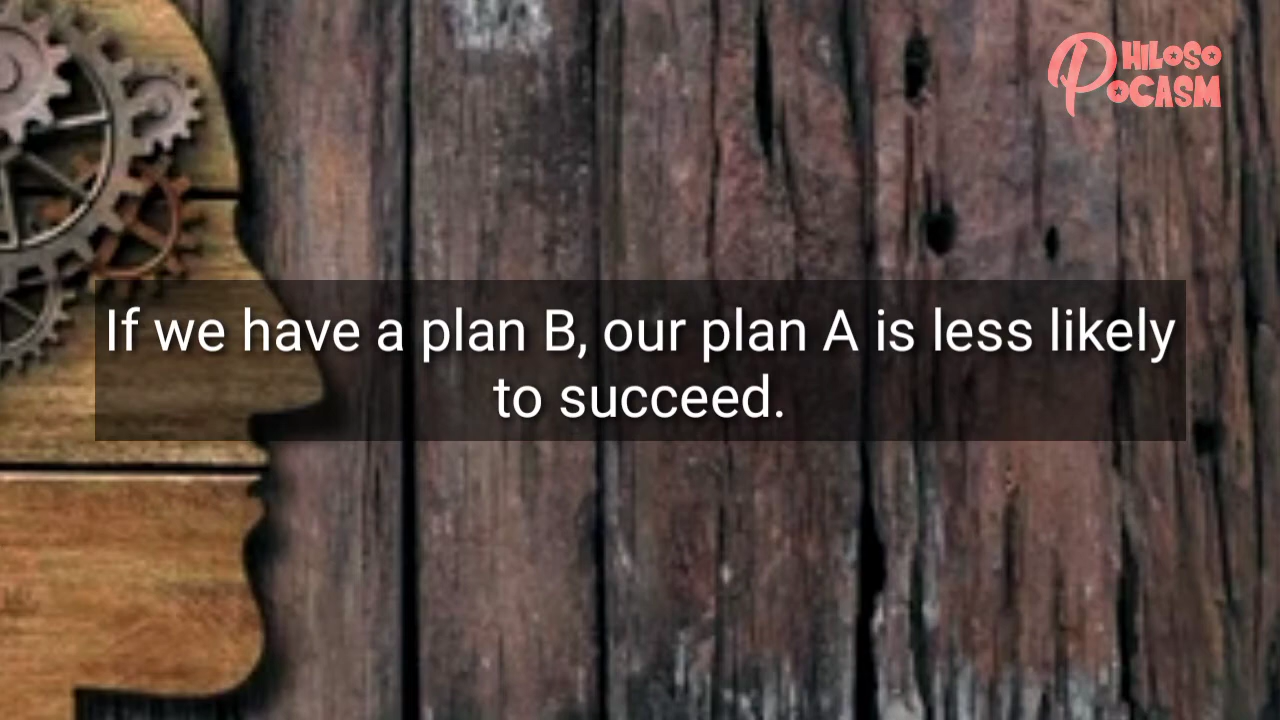 PHILOSO
POCASM
If we have a plan B, our plan A is less likely
to succeed.